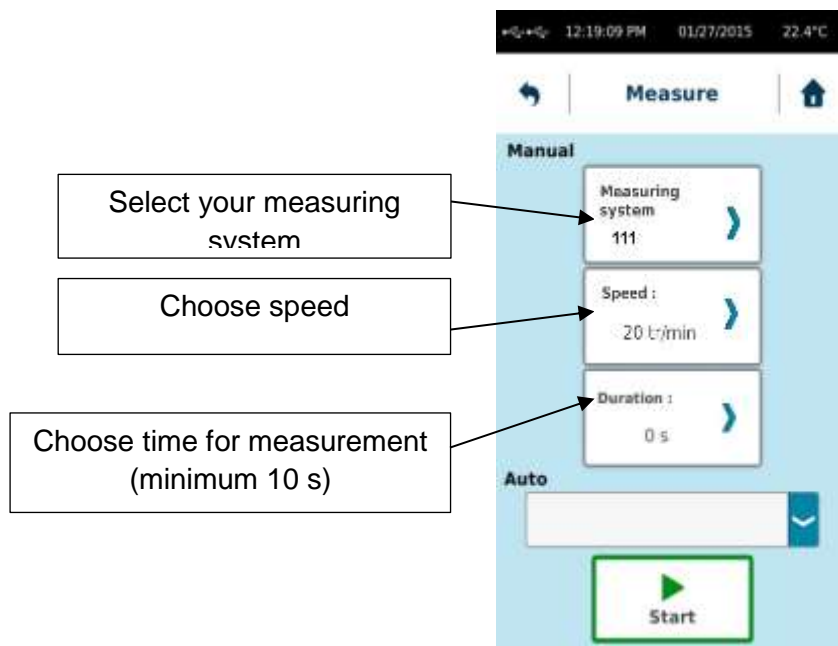 12:19:09 PM 01/27/2015 22.4°C
Measure
Manual
Select your measuring
system
Measuring
system
111
Choose speed
Speed :
20 tr/min
Choose time for measurement
(minimum 10 s)
Duration :
0 s
Auto
Start